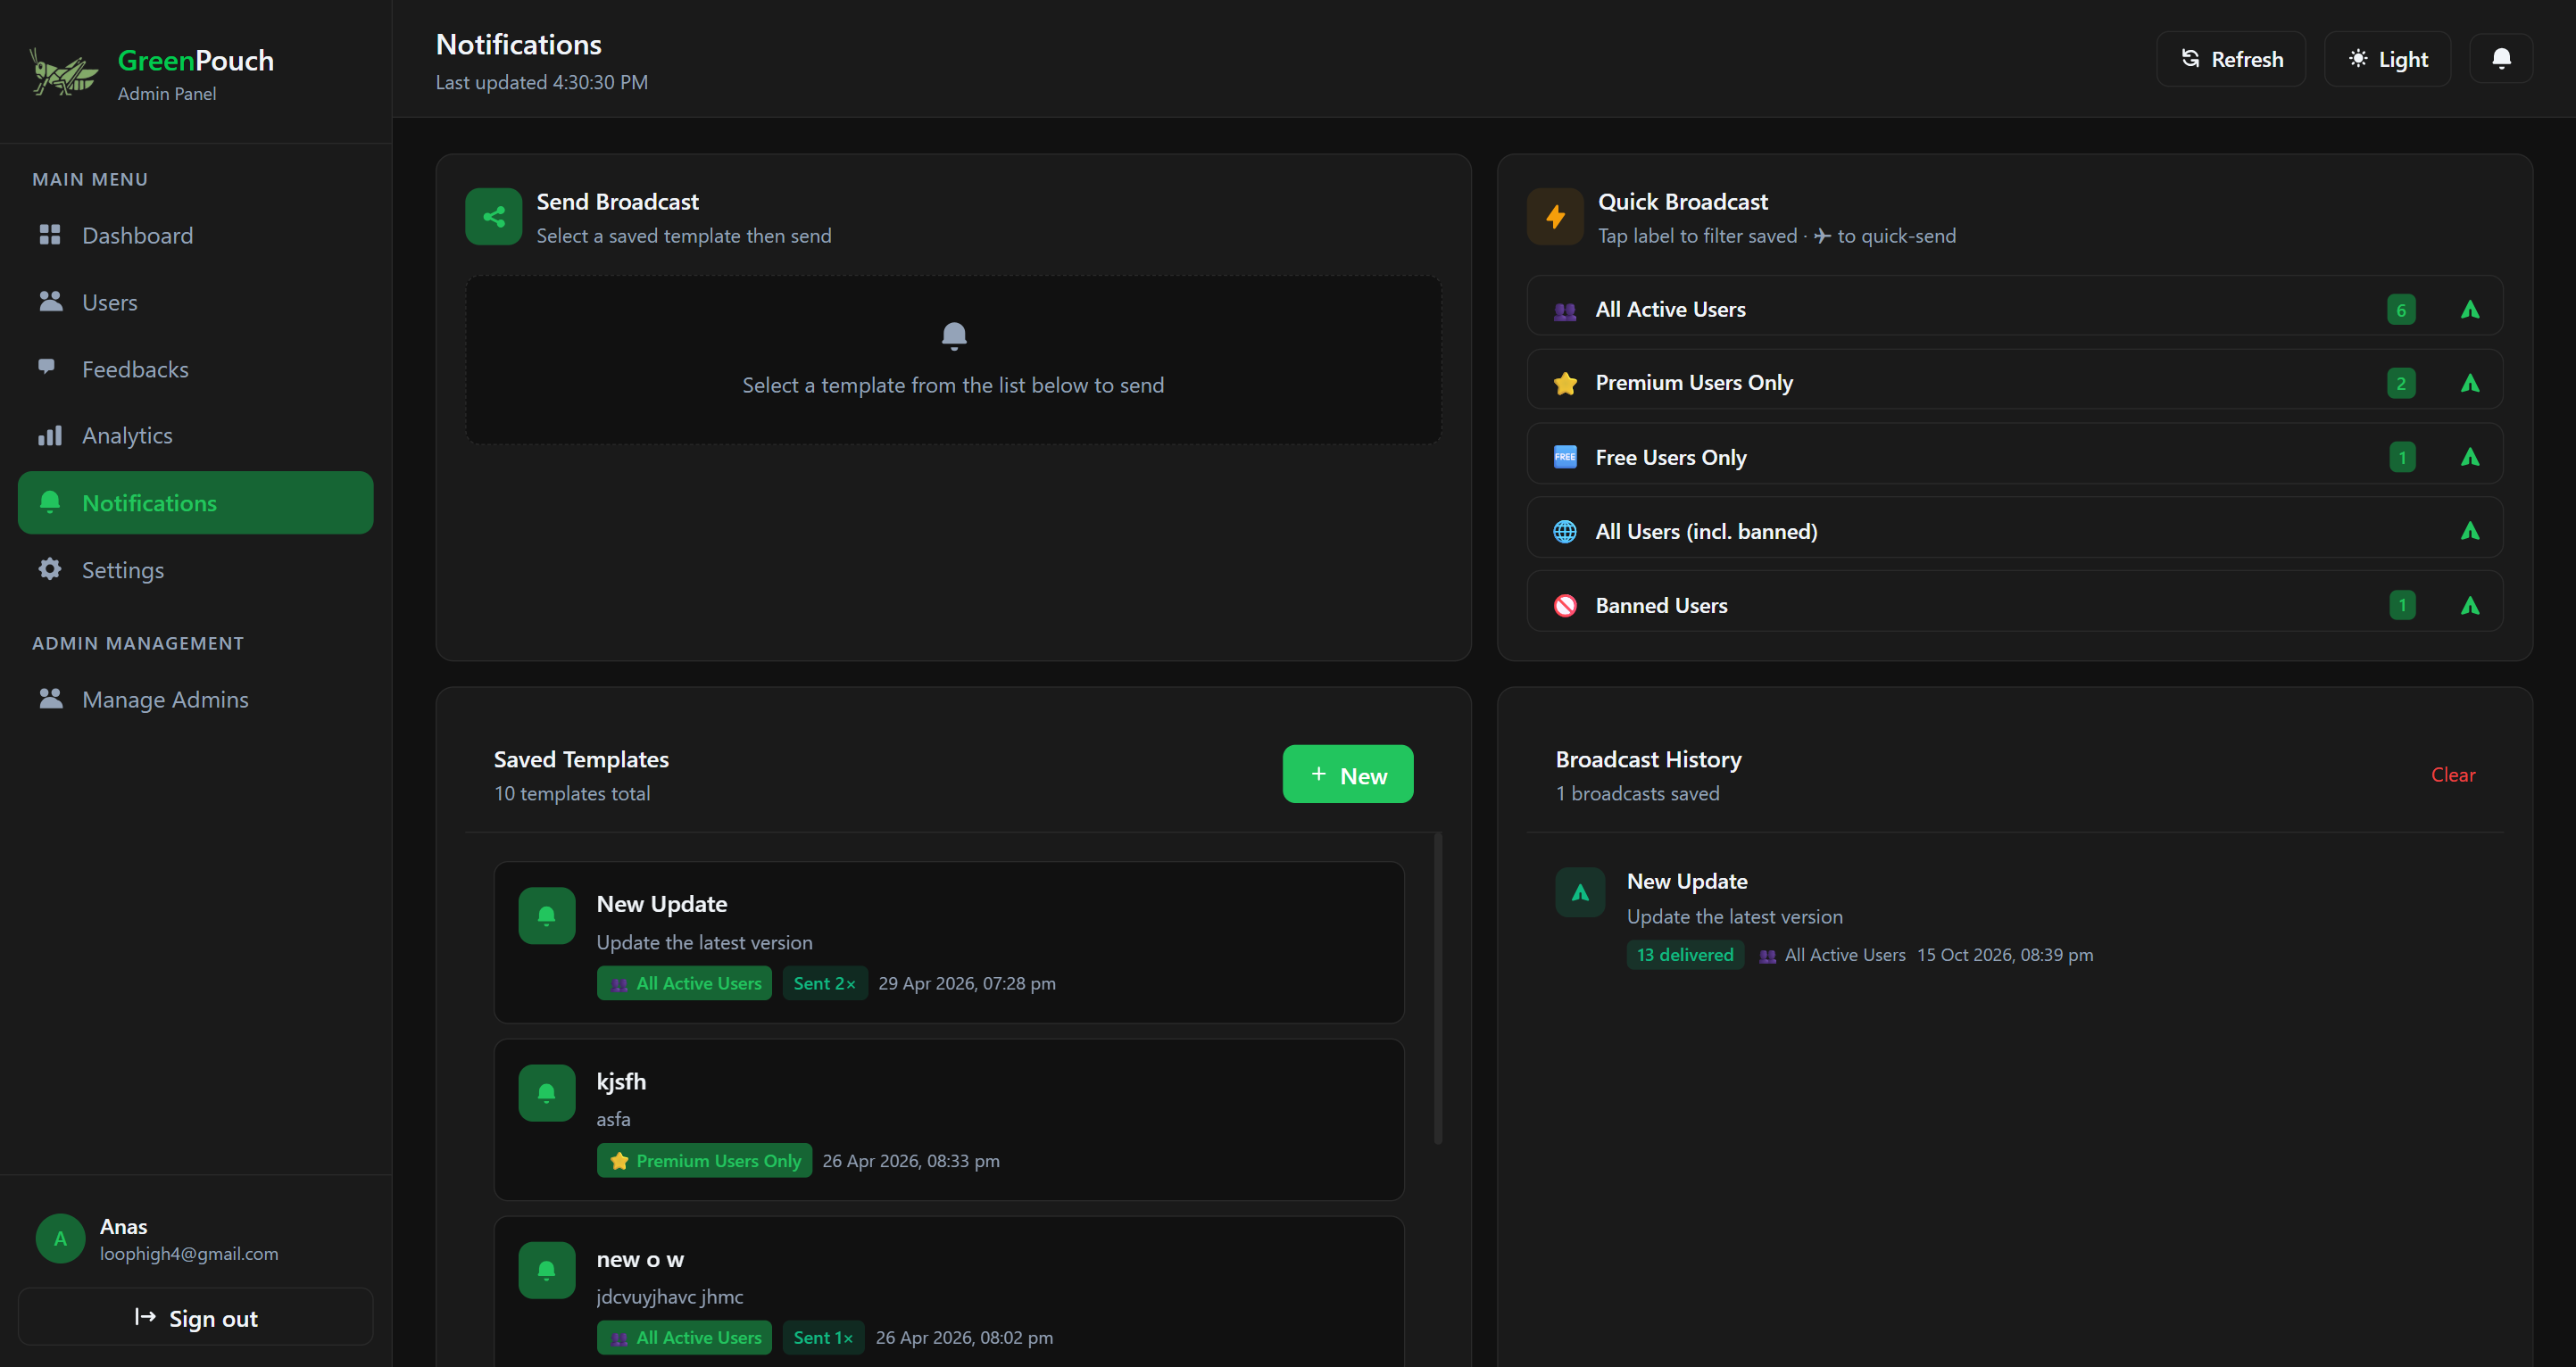 GreenPouch
Admin Panel
MAIN MENU
Dashboard
Users
Feedbacks
Analytics
Notifications
Settings
ADMIN MANAGEMENT
Manage Admins
A
Anas
loophigh4@gmail.com
Sign out
Notifications
Last updated 4:30:30 PM
Refresh
Light
Send Broadcast
Select a saved template then send
Select a template from the list below to send
Quick Broadcast
Tap label to filter saved · ✈ to quick-send
All Active Users 6
Premium Users Only 2
FREE Free Users Only 1
All Users (incl. banned)
Banned Users 1
Saved Templates
10 templates total
+ New
New Update
Update the latest version
All Active Users Sent 2× 29 Apr 2026, 07:28 pm
kjsfh
asfa
Premium Users Only 26 Apr 2026, 08:33 pm
new o w
jdcvuyjhavc jhmc
All Active Users Sent 1× 26 Apr 2026, 08:02 pm
Broadcast History
1 broadcasts saved
Clear
New Update
Update the latest version
13 delivered All Active Users 15 Oct 2026, 08:39 pm